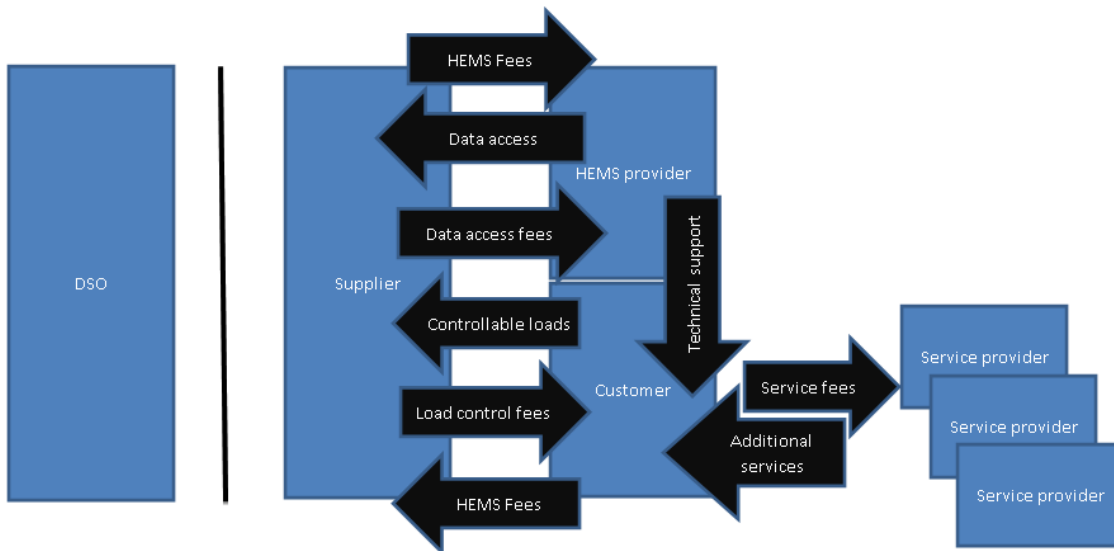 HEMS Fees
Data access
HEMS provider
Data access fees
Technical support
DSO
Supplier
Controllable loads
Service provider
Customer
Service fees
Load control fees
Service provider
Additional
services
Service provider
HEMS Fees